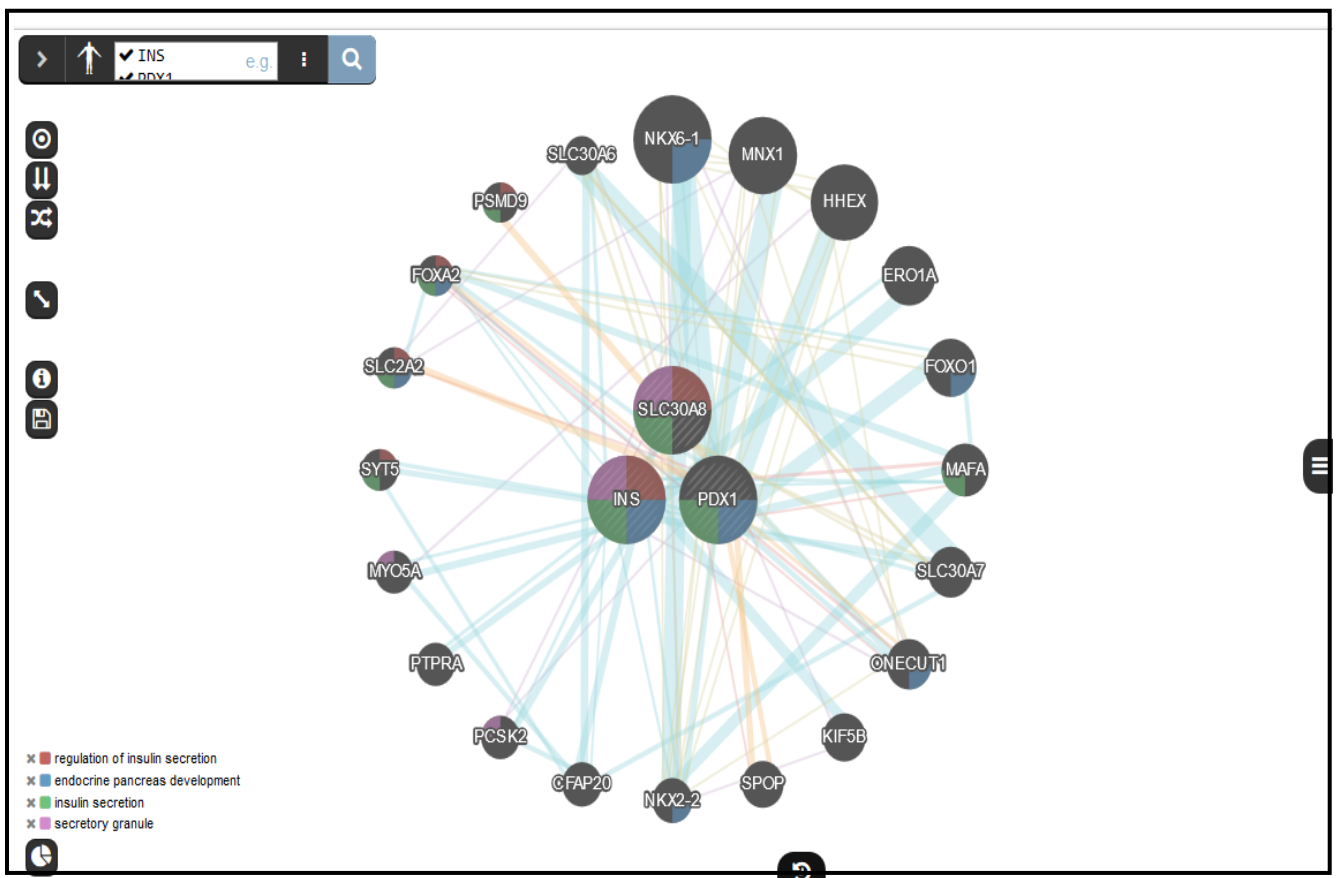 INS
e.g.
PDX1
NKX6-1
MNX1
SLC30A6
HHEX
PSMD9
ERO1A
FOXA2
FOXO1
SLC2A2
SLC30A8
MAFA
SYT5
INS
PDX1
SLC30A7
MYO5A
ONECUT1
PTPRA
KIF5B
PCSK2
SPOP
CFAP20
NKX2-2
regulation of insulin secretion
endocrine pancreas development
insulin secretion
secretory granule